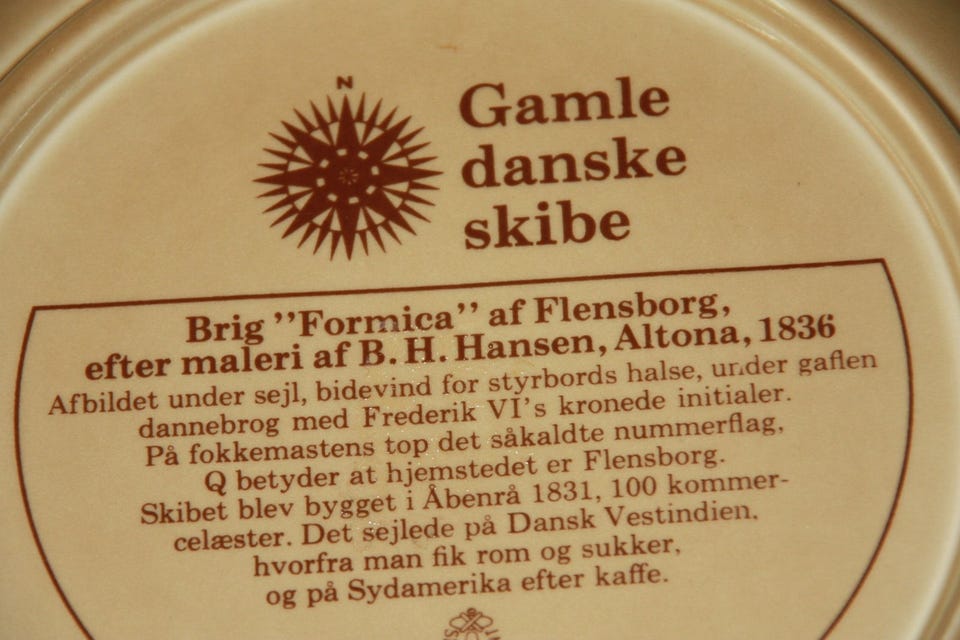 N
Gamle
danske
skibe
Brig ”Formica” af Flensborg,
efter maleri af B. H. Hansen, Altona, 1836
Afbildet under sejl, bidevind for styrbords halse, under gaflen
dannebrog med Frederik VI's kronede initialer.
På fokkemastens top det såkaldte nummerflag,
Q betyder at hjemstedet er Flensborg.
Skibet blev bygget i Åbenrå 1831, 100 kommer-
celæster. Det sejlede på Dansk Vestindien,
hvorfra man fik rom og sukker,
og på Sydamerika efter kaffe.